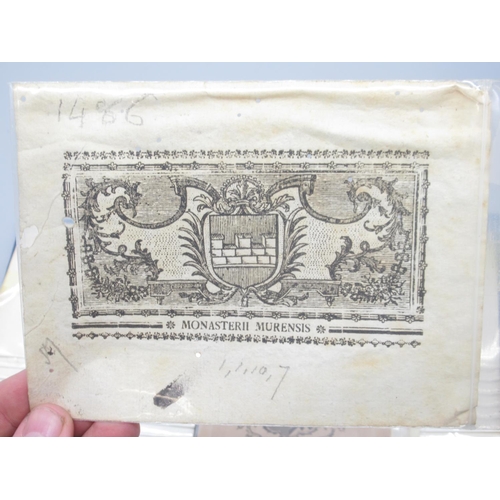 1486
❊ MONASTERII MURENSIS ❊
1,1,10,7